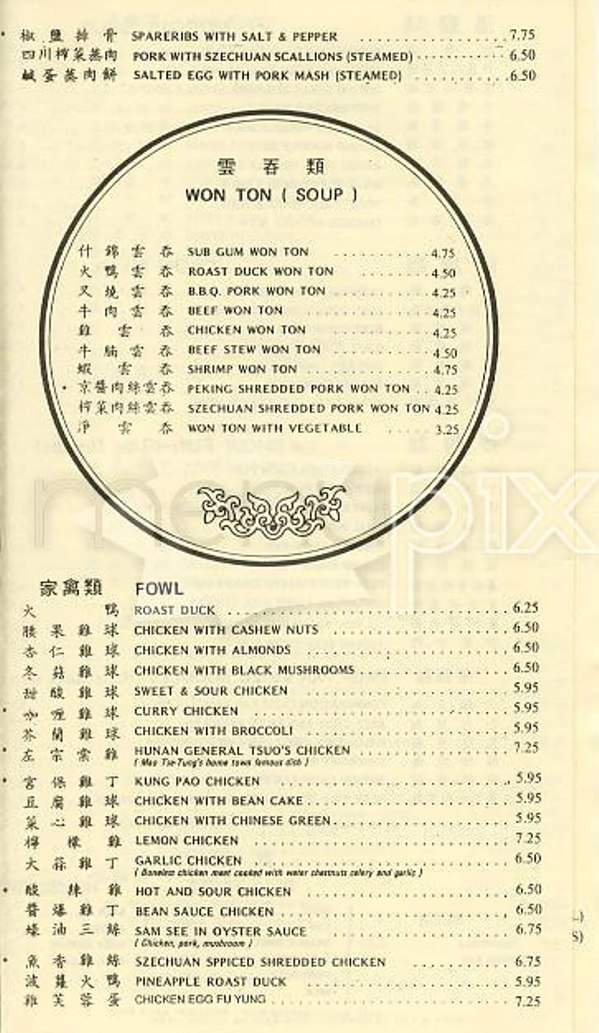 • 椒鹽排骨 SPARERIBS WITH SALT & PEPPER 7.75
四川榨菜蒸肉 PORK WITH SZECHUAN SCALLIONS (STEAMED) 6.50
鹹蛋蒸肉餅 SALTED EGG WITH PORK MASH (STEAMED) 6.50
雲吞類
WON TON ( SOUP )
什錦雲吞 SUB GUM WON TON 4.75
火鴨雲吞 ROAST DUCK WON TON 4.50
叉燒雲吞 B.B.Q. PORK WON TON 4.25
牛肉雲吞 BEEF WON TON 4.25
雞雲吞 CHICKEN WON TON 4.25
牛腩雲吞 BEEF STEW WON TON 4.50
蝦雲吞 SHRIMP WON TON 4.75
• 京醬肉絲雲吞 PEKING SHREDDED PORK WON TON 4.25
榨菜肉絲雲吞 SZECHUAN SHREDDED PORK WON TON 4.25
淨雲吞 WON TON WITH VEGETABLE 3.25
menupix
家禽類 FOWL
火鴨 ROAST DUCK 6.25
腰果雞球 CHICKEN WITH CASHEW NUTS 6.50
杏仁雞球 CHICKEN WITH ALMONDS 6.50
冬菇雞球 CHICKEN WITH BLACK MUSHROOMS 6.50
甜酸雞球 SWEET & SOUR CHICKEN 5.95
• 咖喱雞球 CURRY CHICKEN 5.95
芥蘭雞球 CHICKEN WITH BROCCOLI 5.95
• 左宗棠雞 HUNAN GENERAL TSUO'S CHICKEN 7.25
( Mao Tse-Tung's home town famous dish )
• 宮保雞丁 KUNG PAO CHICKEN 5.95
豆腐雞球 CHICKEN WITH BEAN CAKE 5.95
菜心雞球 CHICKEN WITH CHINESE GREEN 5.95
檸檬雞 LEMON CHICKEN 7.25
大蒜雞丁 GARLIC CHICKEN 6.50
( Boneless chicken meat cooked with water chestnuts celery and garlic )
• 酸辣雞 HOT AND SOUR CHICKEN 6.50
醬爆雞丁 BEAN SAUCE CHICKEN 6.50
蠔油三絲 SAM SEE IN OYSTER SAUCE 6.75
( Chicken, pork, mushroom )
• 魚香雞絲 SZECHUAN SPPICED SHREDDED CHICKEN 6.75
波蘿火鴨 PINEAPPLE ROAST DUCK 5.95
雞芙蓉蛋 CHICKEN EGG FU YUNG 7.25
L)
S)